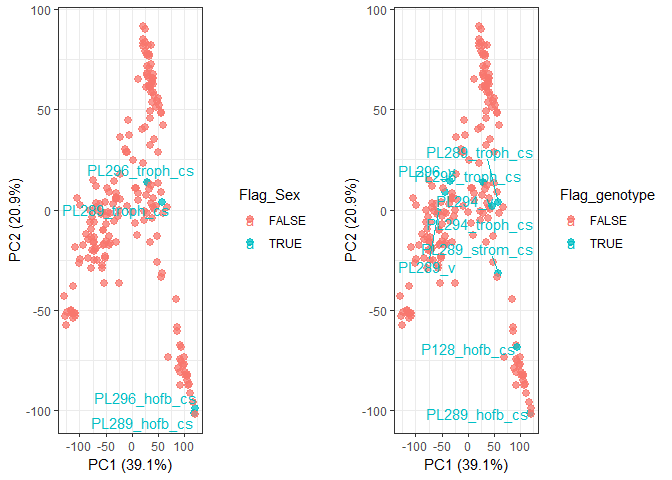 100
50
0
-50
-100
PC2 (20.9%)
PL296_troph_cs
PL289_troph_cs
PL296_hofb_cs
PL289_hofb_cs
-100 -50 0 50 100
PC1 (39.1%)
Flag_Sex
FALSE
TRUE
100
50
0
-50
-100
PC2 (20.9%)
PL289_troph_cs
PL296_v
PL294_troph_cs
PL289_strom_cs
PL289_v
P128_hofb_cs
PL289_hofb_cs
-100 -50 0 50 100
PC1 (39.1%)
Flag_genotype
FALSE
TRUE